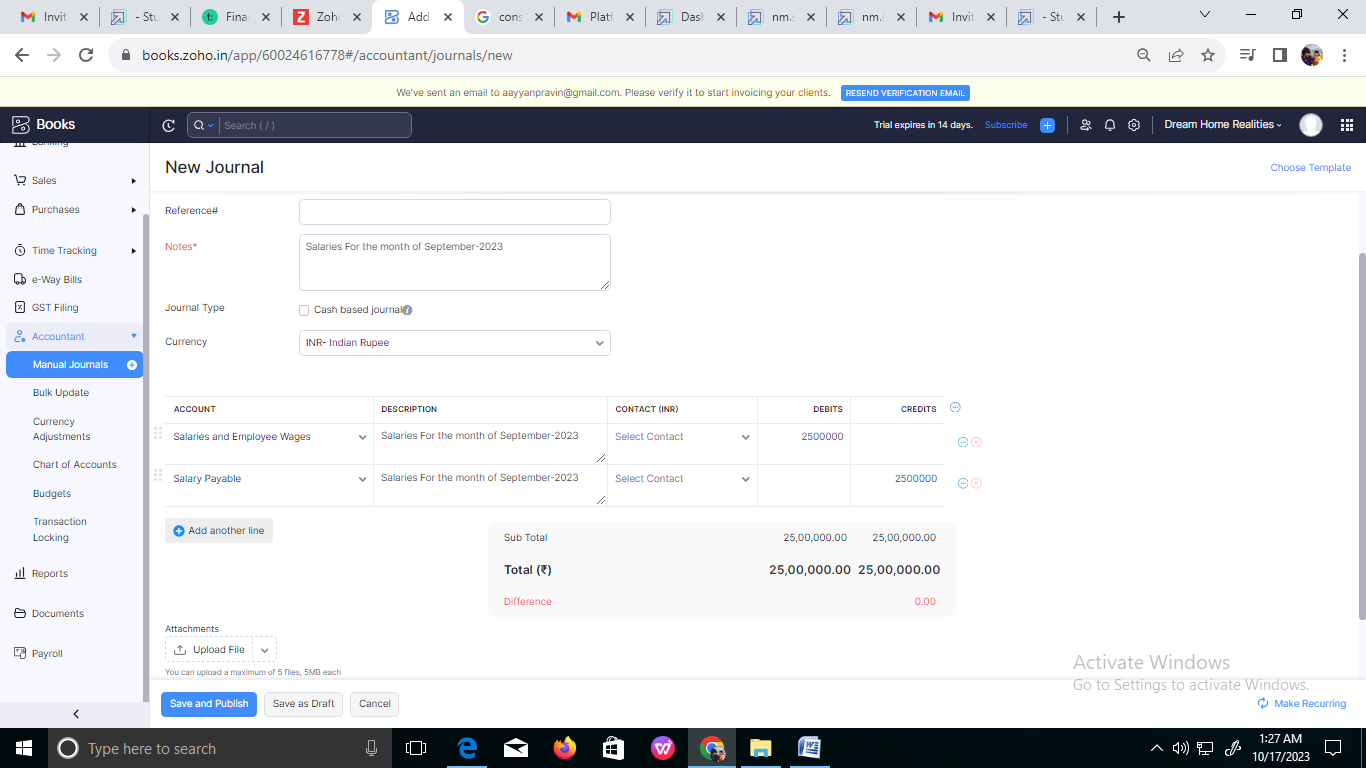 Invit
- Stu
Fina
Zoho
Add
cons
Platf
Dash
nm.s
nm.s
Invit
- Stu
books.zoho.in/app/60024616778#/accountant/journals/new
We've sent an email to aayyanpravin@gmail.com. Please verify it to start invoicing your clients. RESEND VERIFICATION EMAIL
Books
Search ( / )
Trial expires in 14 days. Subscribe
Dream Home Realities
Banking
Sales
Purchases
Time Tracking
e-Way Bills
GST Filing
Accountant
Manual Journals
Bulk Update
Currency
Adjustments
Chart of Accounts
Budgets
Transaction
Locking
Reports
Documents
Payroll
New Journal
Choose Template
Reference#
Notes*
Salaries For the month of September-2023
Journal Type
Cash based journal
Currency
INR- Indian Rupee
ACCOUNT DESCRIPTION CONTACT (INR) DEBITS CREDITS
Salaries and Employee Wages Salaries For the month of September-2023 Select Contact 2500000
Salary Payable Salaries For the month of September-2023 Select Contact 2500000
Add another line
Sub Total 25,00,000.00 25,00,000.00
Total (₹) 25,00,000.00 25,00,000.00
Difference 0.00
Attachments
Upload File
You can upload a maximum of 5 files, 5MB each
Activate Windows
Go to Settings to activate Windows.
Save and Publish Save as Draft Cancel
Make Recurring
Type here to search
1:27 AM
10/17/2023